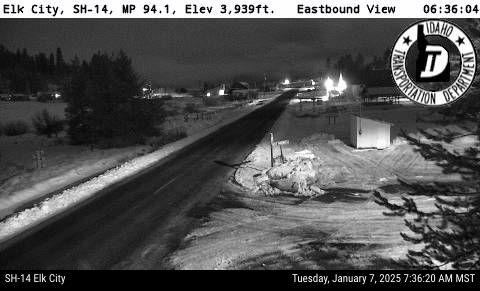 Elk City, SH-14, MP 94.1, Elev 3,939ft. Eastbound View 06:36:04
IDAHO
TRANSPORTATION DEPARTMENT
SH-14 Elk City Tuesday, January 7, 2025 7:36:20 AM MST